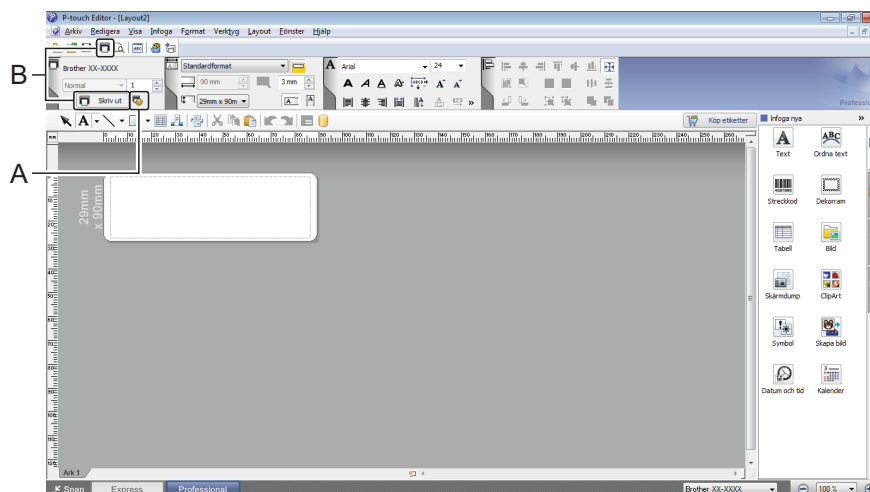 P-touch Editor - [Layout2]
Arkiv Redigera Visa Infoga Format Verktyg Layout Fönster Hjälp
B
Brother XX-XXXX
Standardformat
A Arial 24
Normal 1
90 mm 3 mm
Skriv ut
29mm x 90m
Professio
Köp etiketter
Infoga nya
A
29mm
x 90mm
Text
Ordna text
Streckkod
Dekorram
Tabell
Bild
Skärmdump
ClipArt
Symbol
Skapa bild
Datum och tid
Kalender
Ark 1
Snap Express Professional
Brother XX-XXXX
100 %